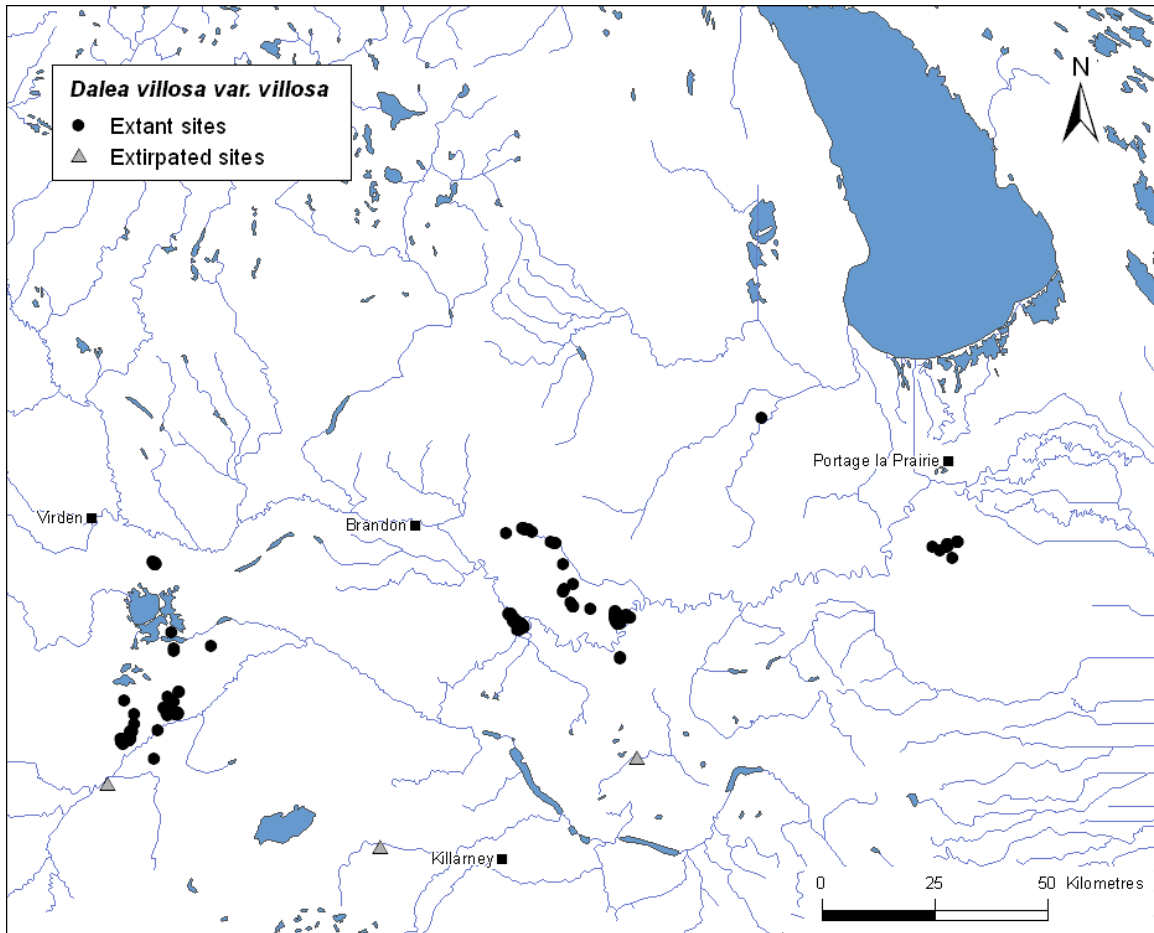 N
Dalea villosa var. villosa
Extant sites
Extirpated sites
Portage la Prairie
Virden
Brandon
Killarney
0 25 50 Kilometres